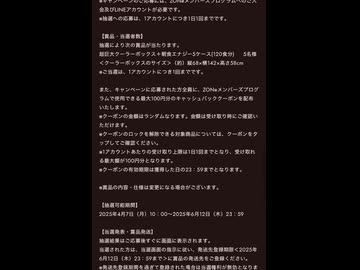 ※キャンペーンのご応募には、ZONeメンバーズプログラムへのご入
会及びLINEアカウントが必要です。
※抽選への応募は、1アカウントにつき1日1回までです。
【賞品・当選者数】
抽選により次の賞品が当たります。
超巨大クーラーボックス＋朝食エナジー5ケース(120食分)　5名様
<クーラーボックスのサイズ>（約）縦68×横142×高さ58cm
※ご当選は、1アカウントにつき1回までです。
また、キャンペーンに応募された方全員に、ZONeメンバーズプログ
ラムで使用できる最大100円分のキャッシュバッククーポンを配布
いたします。
※クーポンの金額はランダムなります。金額は受け取り時にご確認い
ただけます。
※クーポンのロックを解除できる対象商品については、クーポンをタ
ップしてご確認ください。
※1アカウントあたりの受け取り上限は1日1回までとなり、受け取れ
る最大額が100円分となります。
※クーポンの有効期限は獲得した日の23：59までとなります。
※賞品の内容・仕様は変更になる場合がございます。
【抽選可能期間】
2025年4月7日（月）10：00～2025年6月12日（木）23：59
【当選発表・賞品発送】
抽選結果はご応募後すぐに画面に表示されます。
当選された方は、当選画面の指示に従い、発送先登録期限<2025年
6月12日（木）23：59まで>に賞品の発送先をご登録ください。
※発送先登録期間を過ぎて登録された場合は当選権利が無効となりま